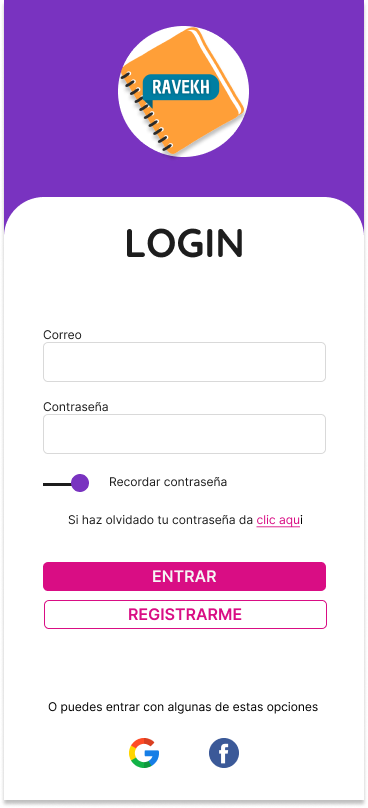 RAVEKH
LOGIN
Correo
Contraseña
Recordar contraseña
Si haz olvidado tu contraseña da clic aqui
ENTRAR
REGISTRARME
O puedes entrar con algunas de estas opciones